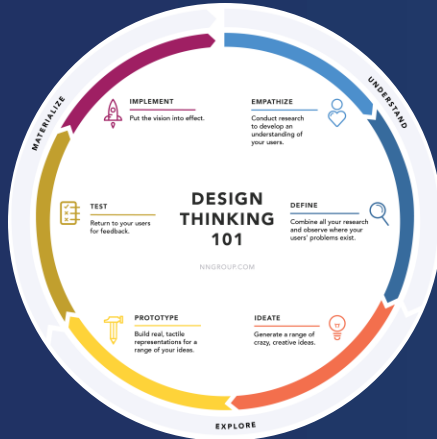 DESIGN
THINKING
101
NNGROUP.COM
UNDERSTAND
EMPATHIZE
Conduct research
to develop an
understanding of
your users.
DEFINE
Combine all your research
and observe where your
users' problems exist.
EXPLORE
IDEATE
Generate a range of
crazy, creative ideas.
PROTOTYPE
Build real, tactile
representations for a
range of your ideas.
MATERIALIZE
TEST
Return to your users
for feedback.
IMPLEMENT
Put the vision into effect.